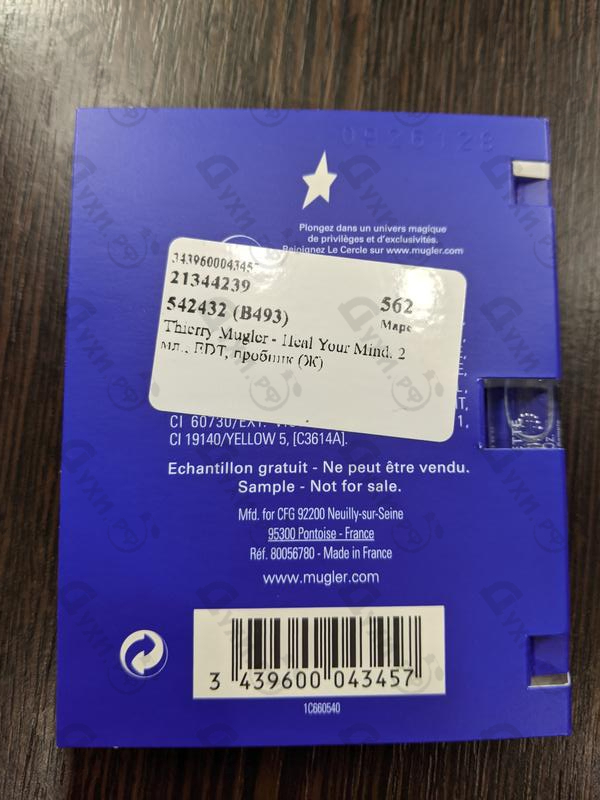 0926128
Plongez dans un univers magique
de privilèges et d'exclusivités.
Rejoignez Le Cercle sur www.mugler.com
343960004345
21344239
542432 (B493)
562
Маре
Thierry Mugler - Heal Your Mind. 2
мл., EDT, пробник (Ж)
CI 60730/EXT.
CI 19140/YELLOW 5, [C3614A].
Echantillon gratuit - Ne peut être vendu.
Sample - Not for sale.
Mfd. for CFG 92200 Neuilly-sur-Seine
95300 Pontoise - France
Réf. 80056780 - Made in France
www.mugler.com
3 439600 043457
1C660540
Духи.рф